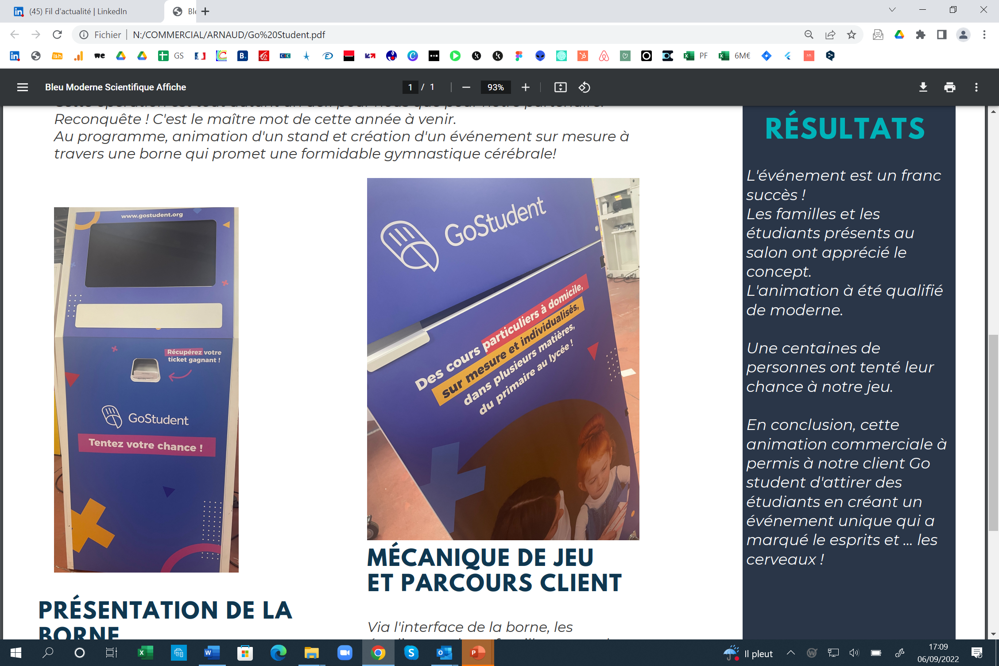 (45) Fil d'actualité | LinkedIn
Fichier | N:/COMMERCIAL/ARNAUD/Go%20Student.pdf
GS
PF
6M€
Bleu Moderne Scientifique Affiche
1 / 1
93%
Reconquête ! C'est le maître mot de cette année à venir.
Au programme, animation d'un stand et création d'un événement sur mesure à
travers une borne qui promet une formidable gymnastique cérébrale!
www.gostudent.org
Récupérez votre
ticket gagnant !
GoStudent
Tentez votre chance !
GoStudent
Des cours particuliers à domicile,
sur mesure et individualisés,
dans plusieurs matières,
du primaire au lycée !
PRÉSENTATION DE LA
BORNE
MÉCANIQUE DE JEU
ET PARCOURS CLIENT
Via l'interface de la borne, les
RÉSULTATS
L'événement est un franc
succès !
Les familles et les
étudiants présents au
salon ont apprécié le
concept.
L'animation à été qualifié
de moderne.
Une centaines de
personnes ont tenté leur
chance à notre jeu.
En conclusion, cette
animation commerciale à
permis à notre client Go
student d'attirer des
étudiants en créant un
événement unique qui a
marqué le esprits et ... les
cerveaux !
Il pleut
17:09
06/09/2022